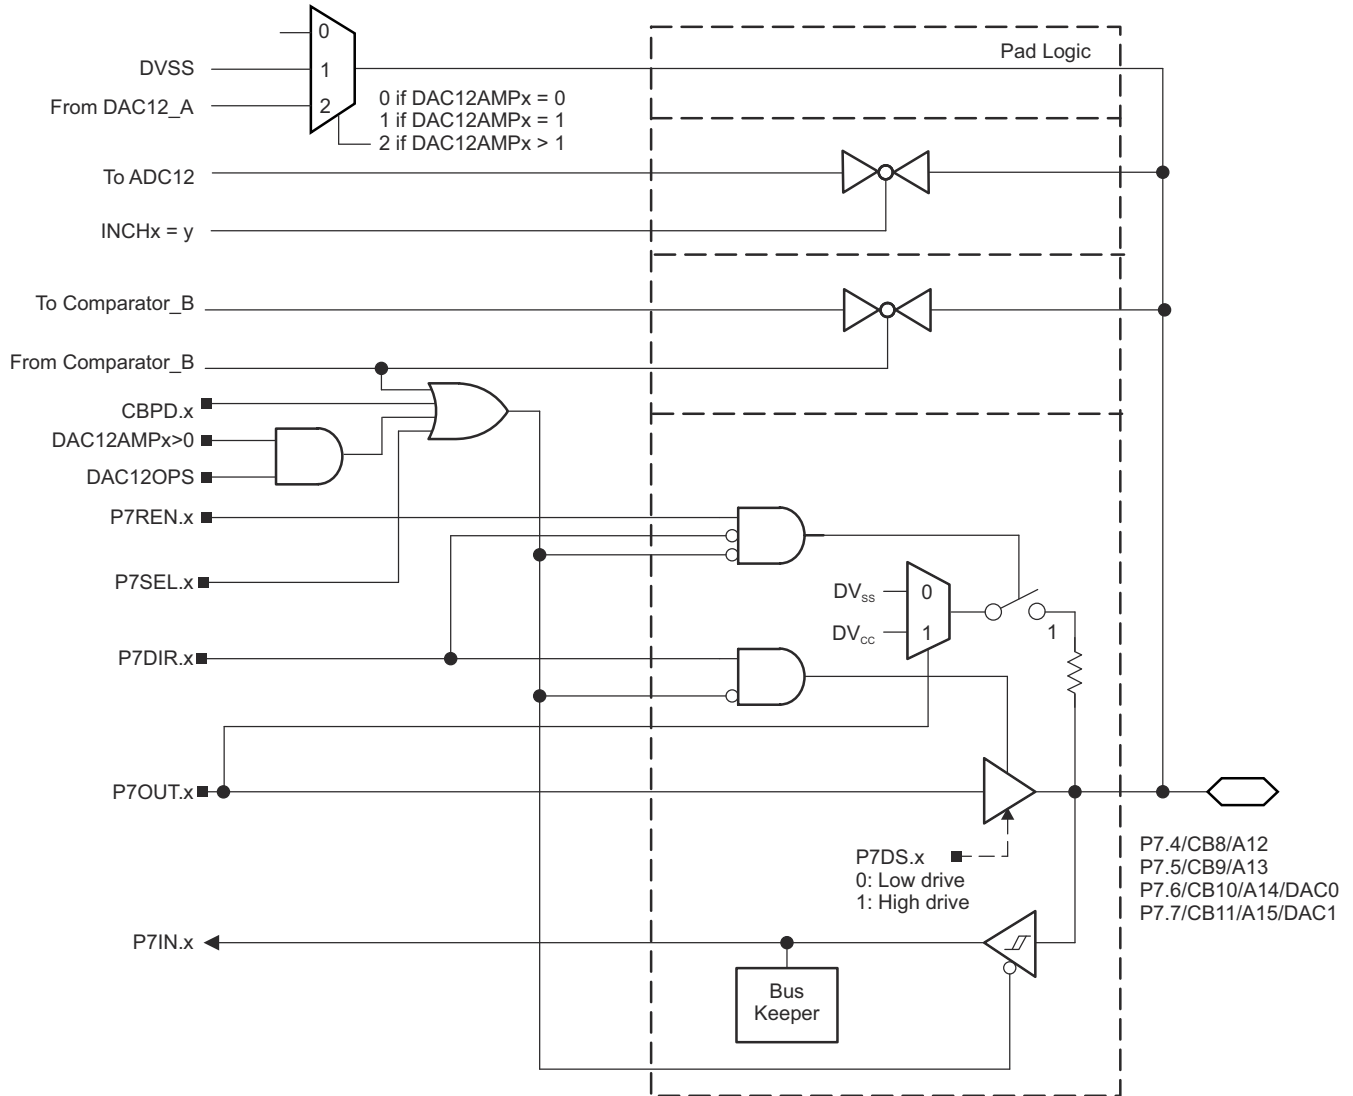 0
DVSS
1
From DAC12_A
2
0 if DAC12AMPx = 0
1 if DAC12AMPx = 1
2 if DAC12AMPx > 1
Pad Logic
To ADC12
INCHx = y
To Comparator_B
From Comparator_B
CBPD.x
DAC12AMPx>0
DAC12OPS
P7REN.x
P7SEL.x
DVSS
0
DVCC
1
1
P7DIR.x
P7OUT.x
P7DS.x
0: Low drive
1: High drive
P7.4/CB8/A12
P7.5/CB9/A13
P7.6/CB10/A14/DAC0
P7.7/CB11/A15/DAC1
P7IN.x
Bus
Keeper